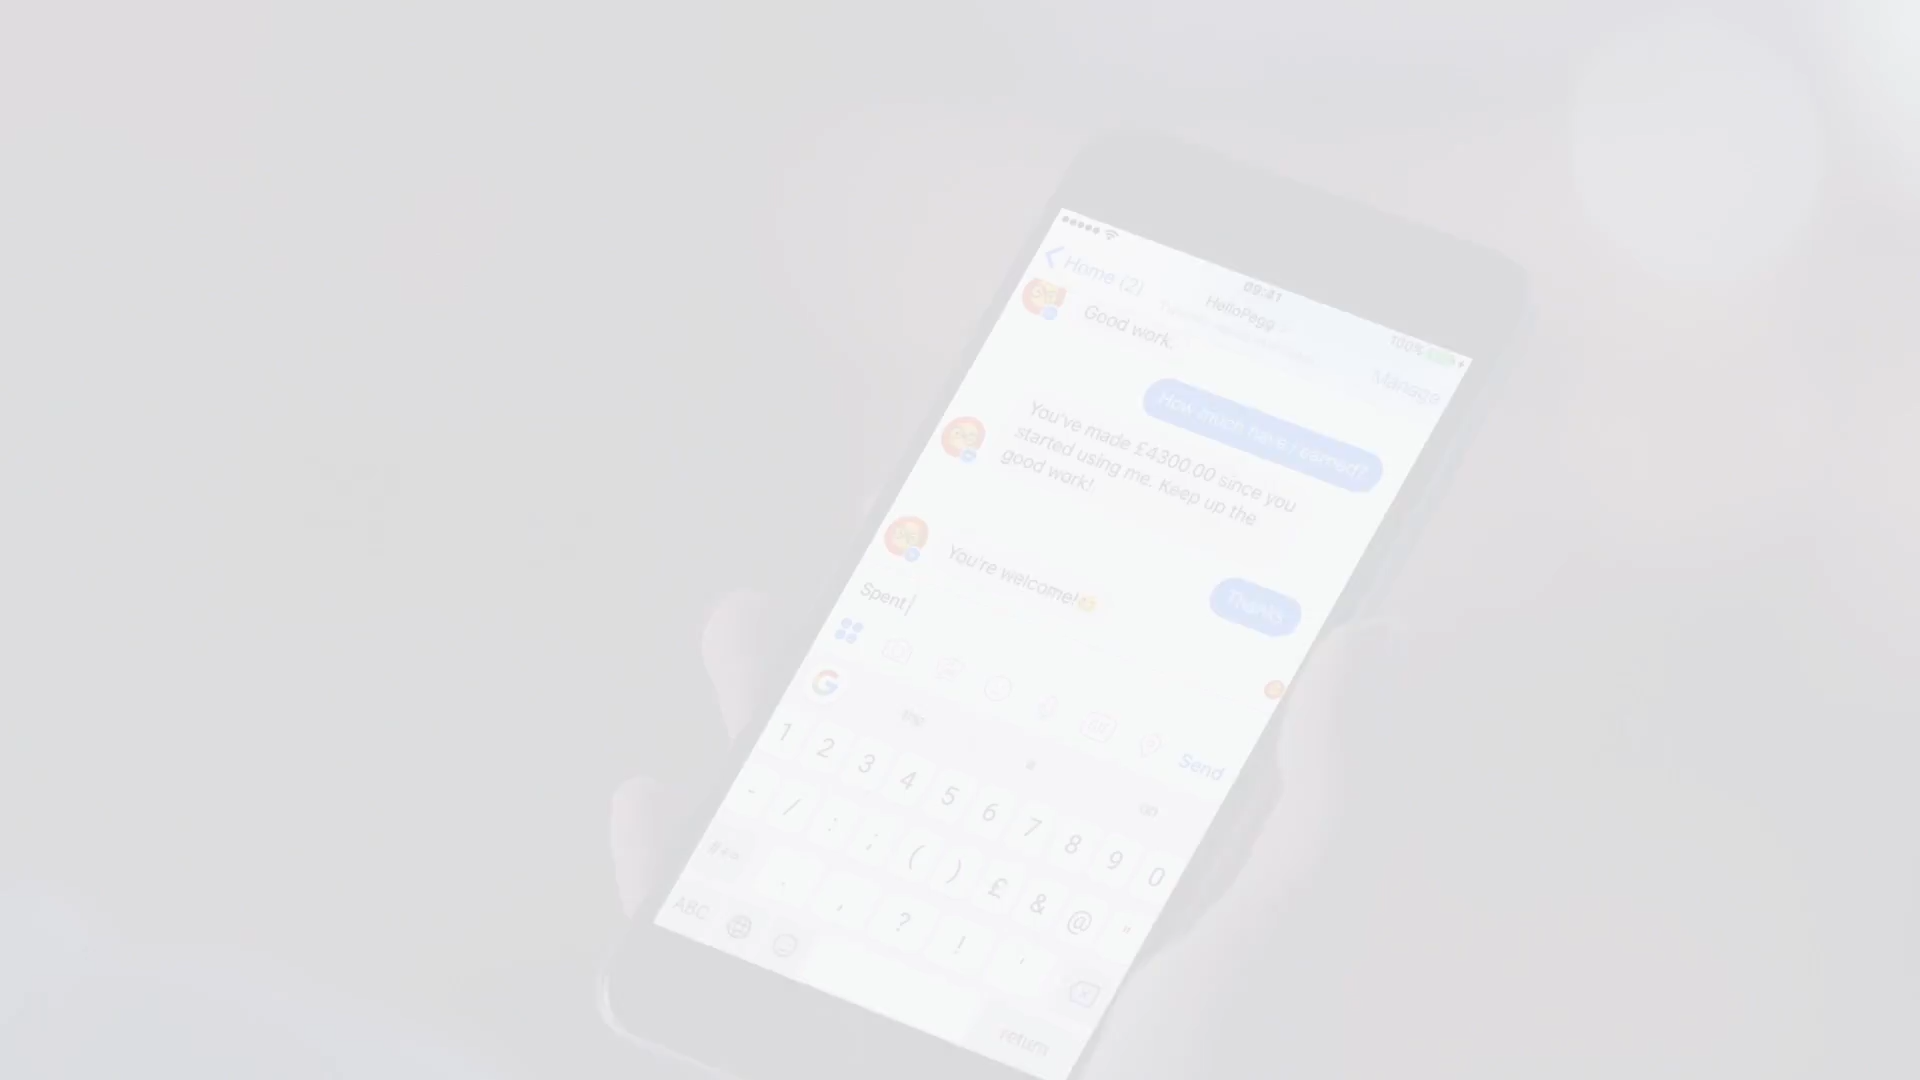 09:41
100%
Home (2)
HelloPegg
Manage
Good work.
How much have I earned?
You've made £4300.00 since you
started using me. Keep up the
good work!
Thanks
You're welcome!
Spent
GIF
Send
on
1 2 3 4 5 6 7 8 9 0
- / : ; ( ) £ & @ "
#+=
. , ? ! '
ABC
return